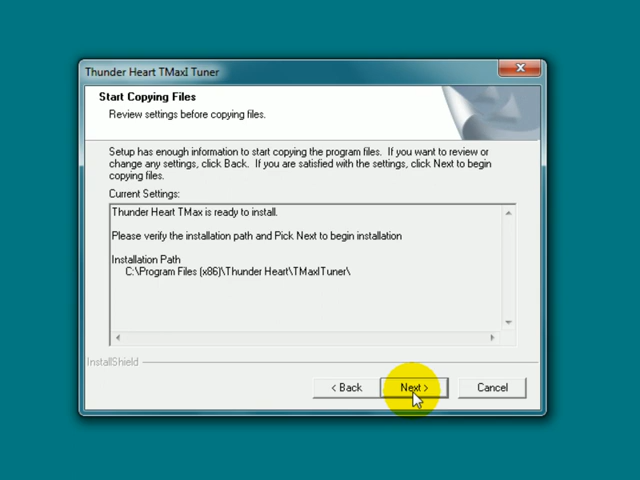 Thunder Heart TMaxI Tuner
Start Copying Files
Review settings before copying files.
Setup has enough information to start copying the program files. If you want to review or
change any settings, click Back. If you are satisfied with the settings, click Next to begin
copying files.
Current Settings:
Thunder Heart TMax is ready to install.
Please verify the installation path and Pick Next to begin installation
Installation Path
C:\Program Files (x86)\Thunder Heart\TMaxITuner\
InstallShield
< Back
Next >
Cancel